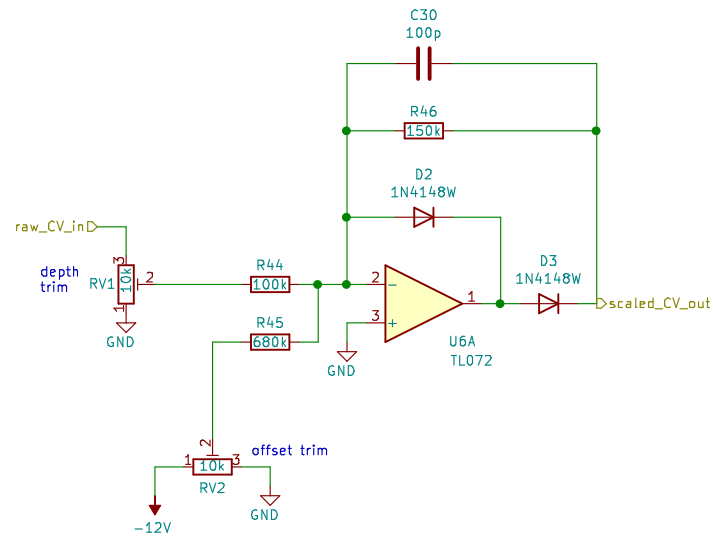 C30
100p
R46
150k
D2
1N4148W
raw_CV_in
3
D3
depth
trim
RV1
10k
2
R44
100k
2
1N4148W
1
scaled_CV_out
1
GND
R45
680k
3
U6A
TL072
GND
2
offset trim
1
10k
3
RV2
-12V
GND
−
+